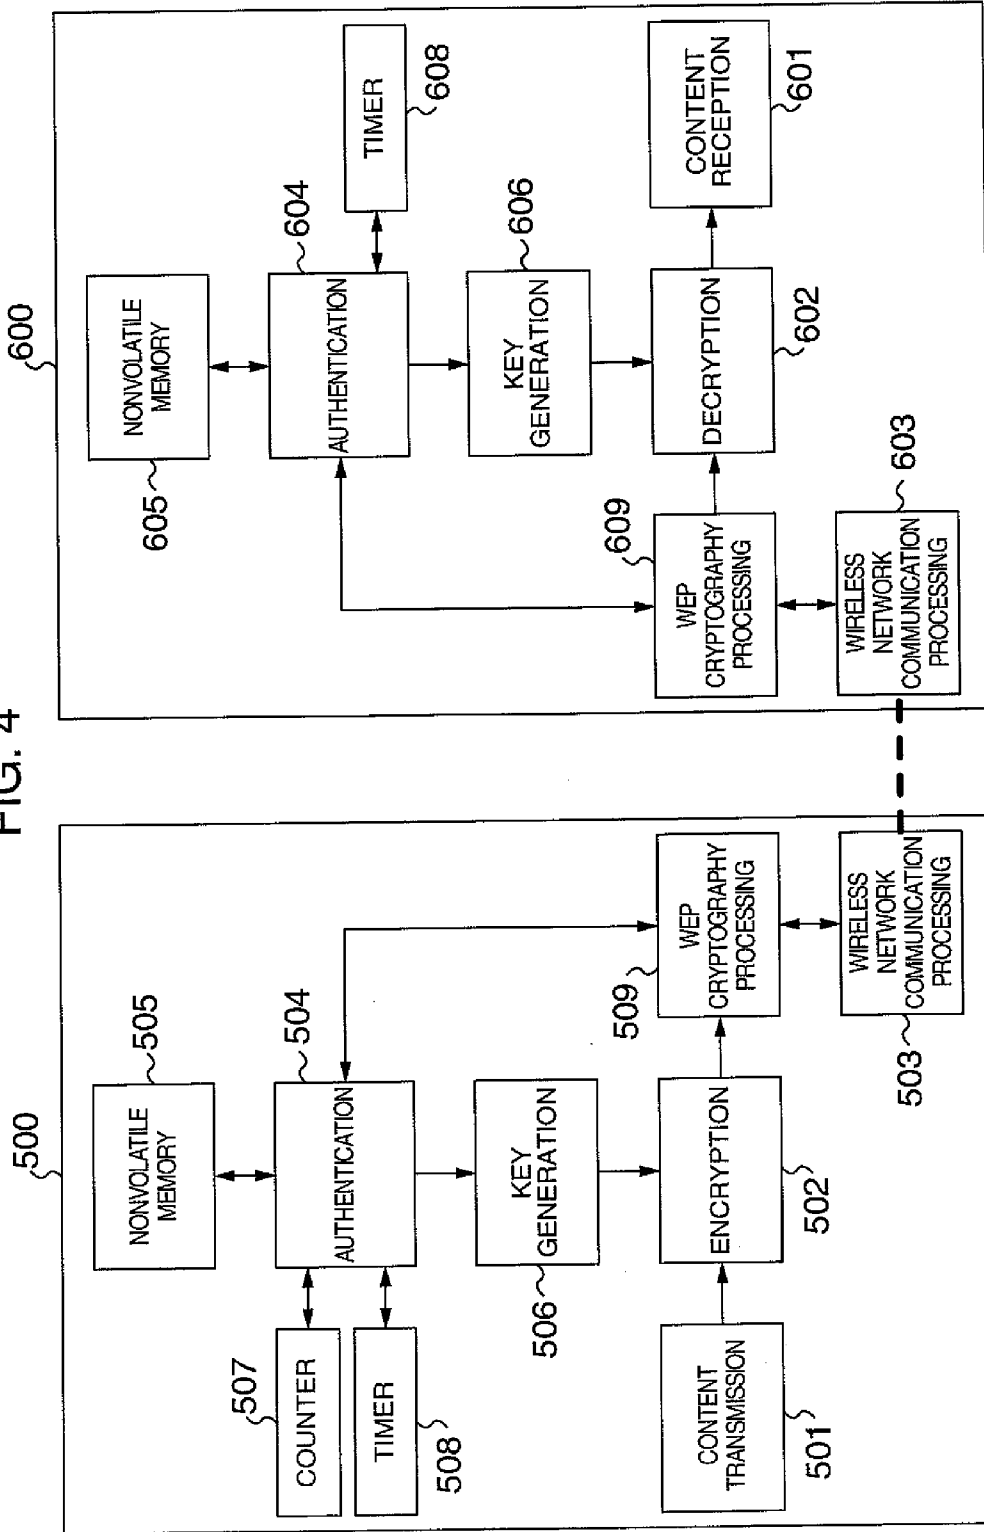 FIG. 4
500
NONVOLATILE
MEMORY
505
507
COUNTER
TIMER
508
504
AUTHENTICATION
KEY
GENERATION
506
CONTENT
TRANSMISSION
501
ENCRYPTION
502
509
WEP
CRYPTOGRAPHY
PROCESSING
WIRELESS
NETWORK
COMMUNICATION
PROCESSING
503
600
NONVOLATILE
MEMORY
605
604
AUTHENTICATION
TIMER
608
KEY
GENERATION
606
609
WEP
CRYPTOGRAPHY
PROCESSING
DECRYPTION
602
CONTENT
RECEPTION
601
WIRELESS
NETWORK
COMMUNICATION
PROCESSING
603